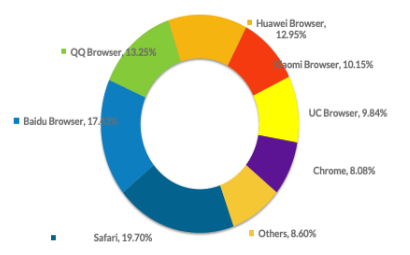 Huawei Browser,
12.95%
QQ Browser, 13.25%
Xiaomi Browser, 10.15%
UC Browser, 9.84%
Baidu Browser,
Chrome, 8.08%
Others, 8.60%
Safari, 19.70%